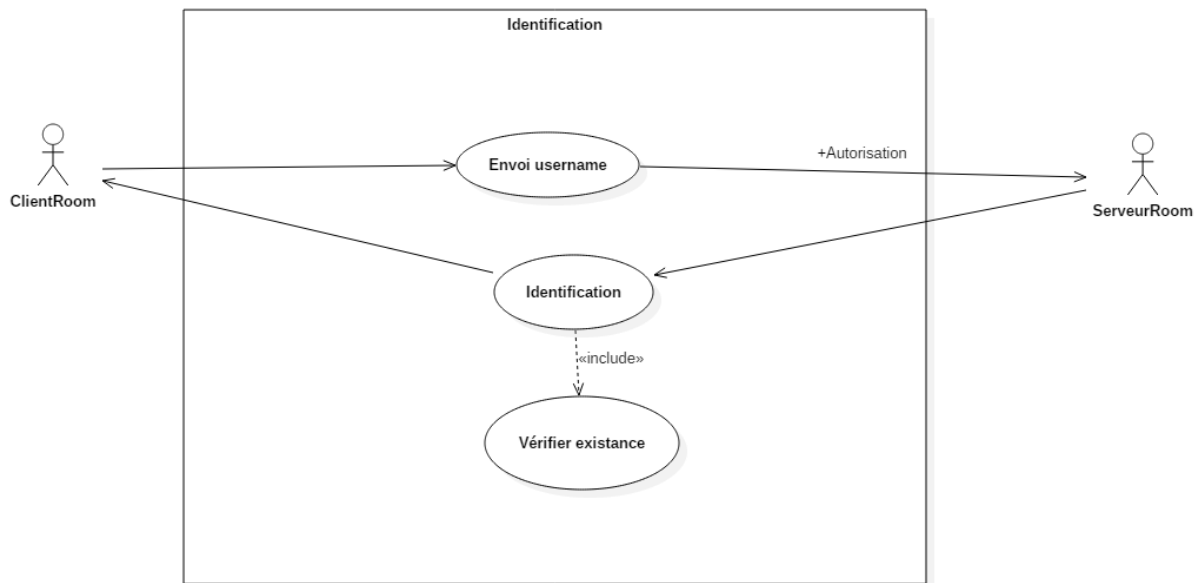 Identification
Envoi username
+Autorisation
ClientRoom
ServeurRoom
Identification
«include»
Vérifier existance